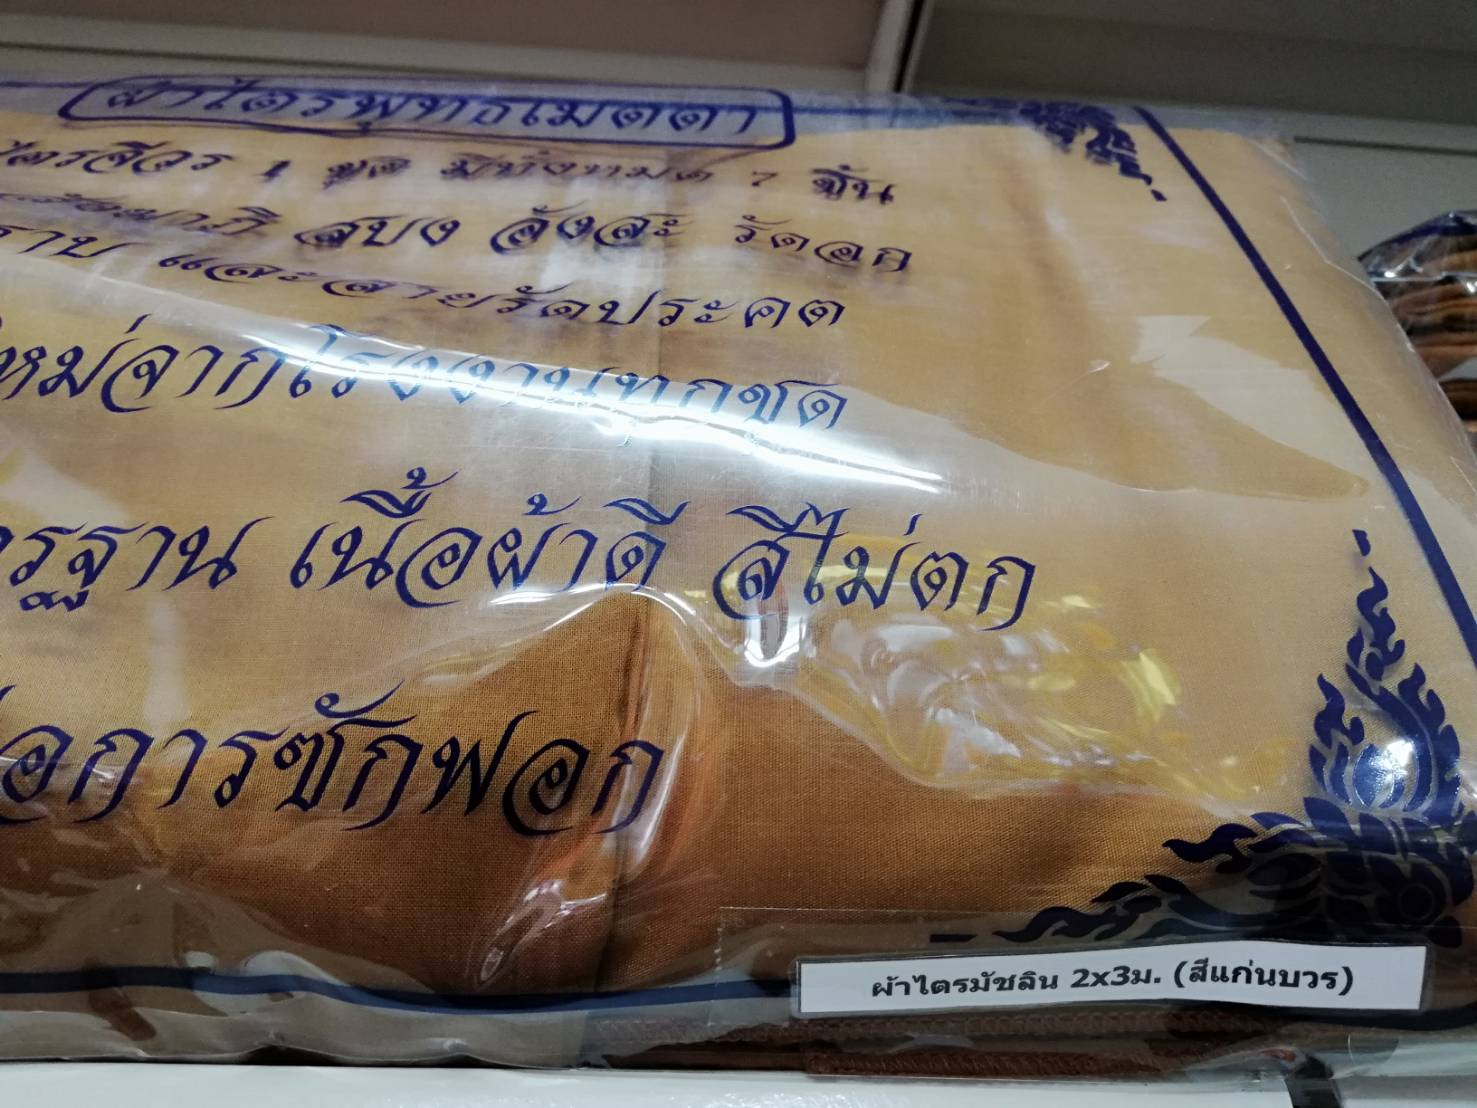 ผ้าไตรพุทธเมตตา
ไตรจีวร 1 ชุด มีทั้งหมด 7 ชิ้น
สบง อังสะ รัดอก
และสายรัดประคต
ใหม่จากโรงงานทุกชุด
รฐาน เนื้อผ้าดี สีไม่ตก
อการซักฟอก
ผ้าไตรมัชลิน 2x3ม. (สีแก่นบวร)